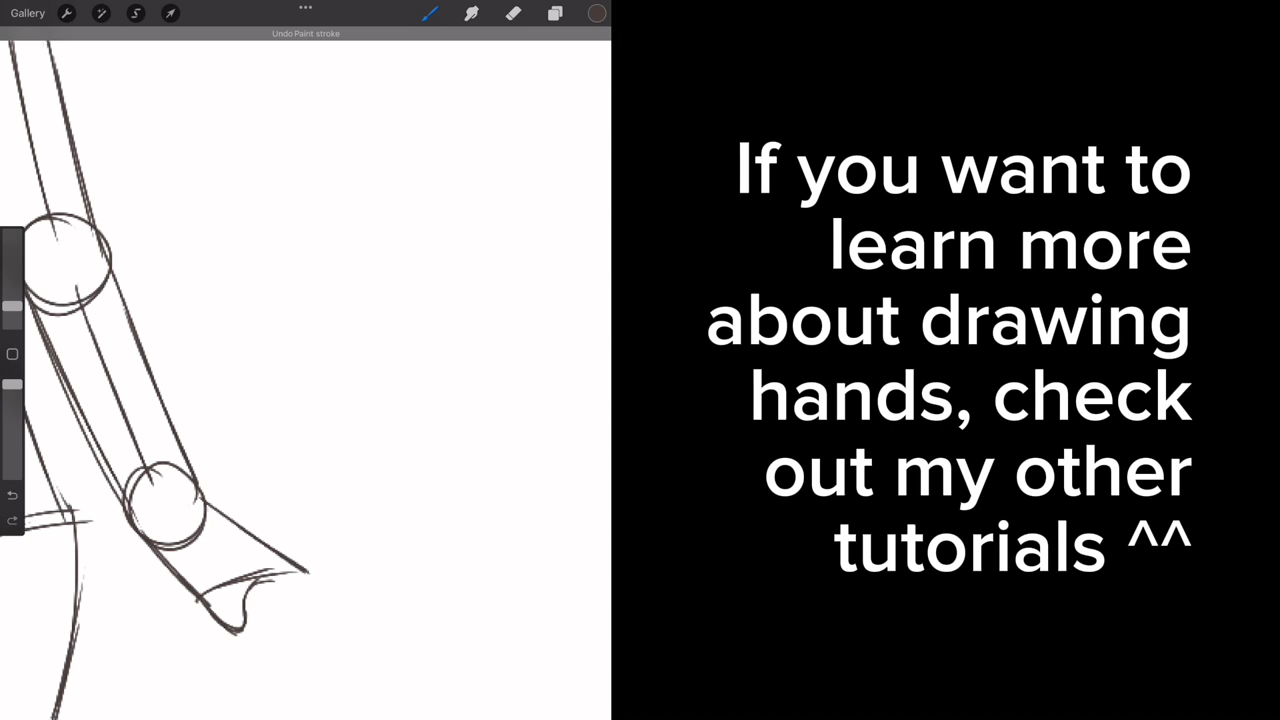 Gallery
Undo Paint stroke
If you want to
learn more
about drawing
hands, check
out my other
tutorials ^^